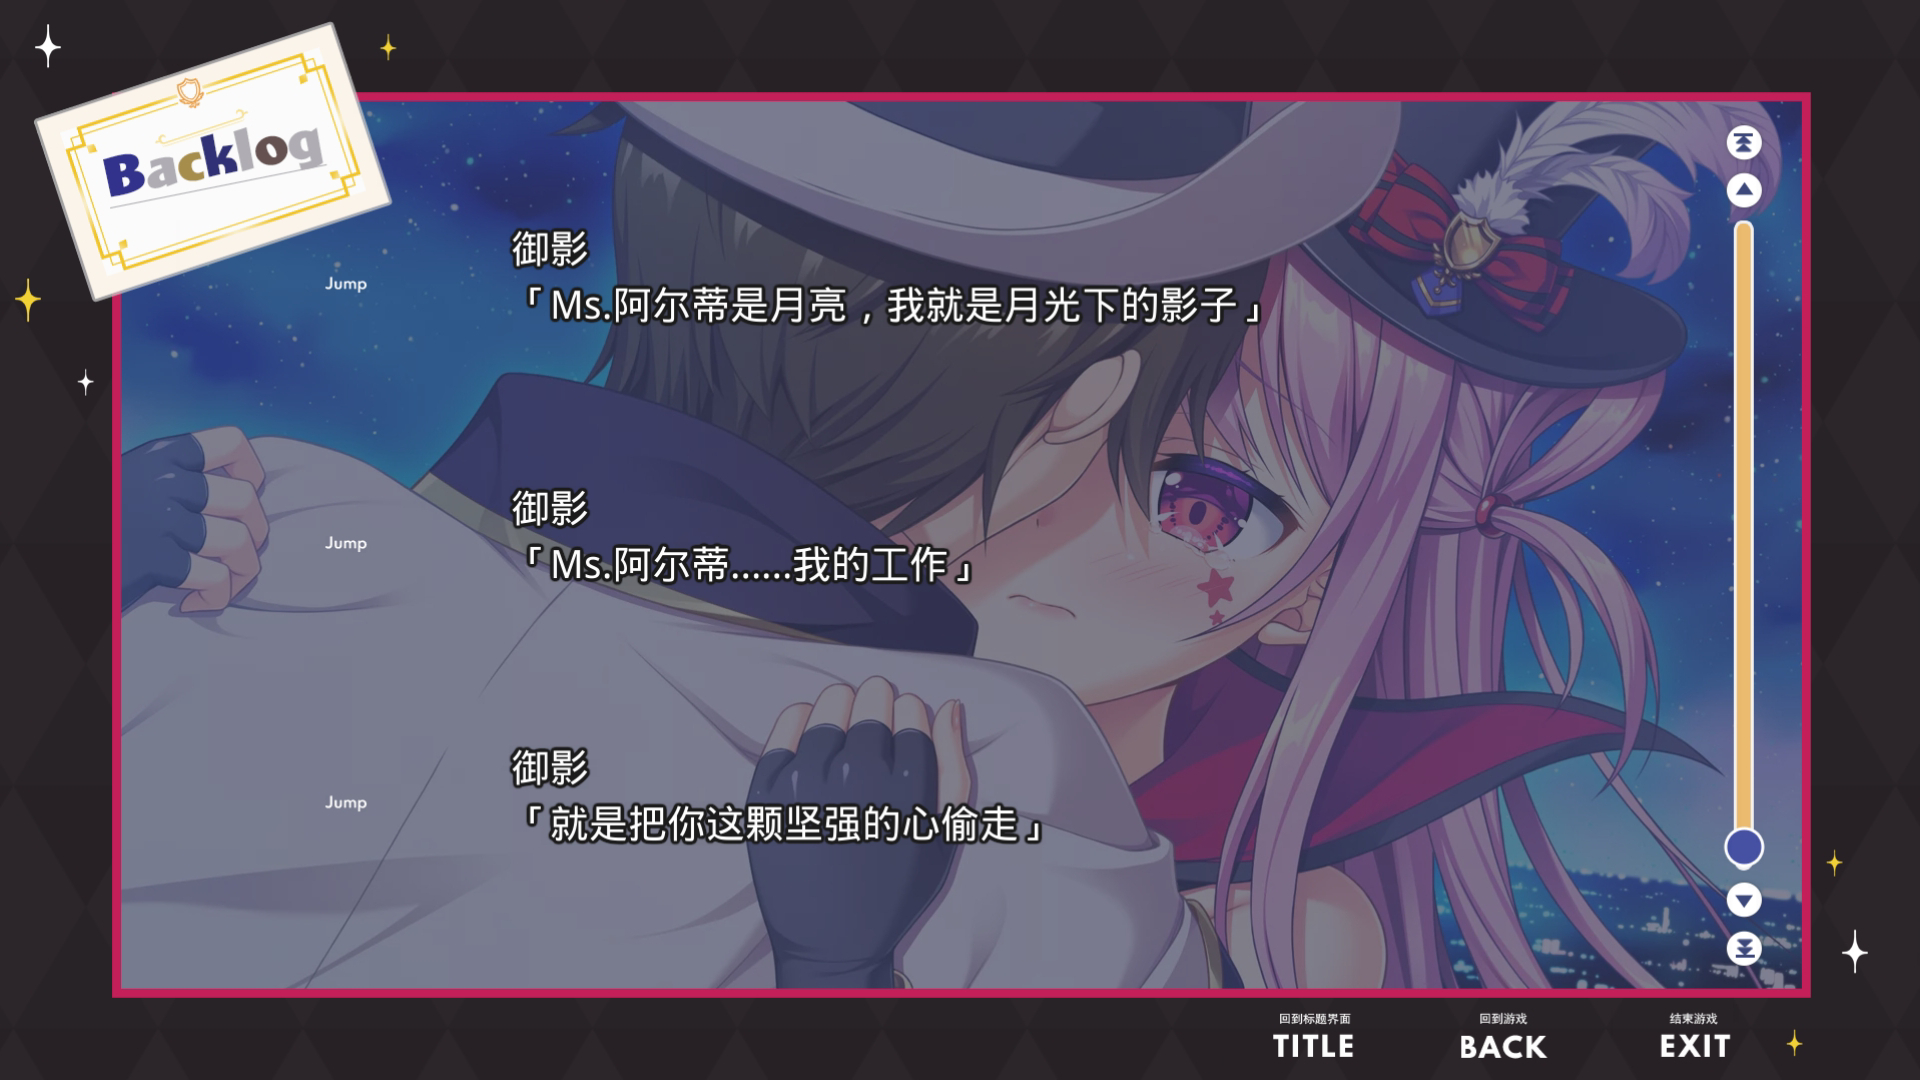 Backlog
Jump
御影
「Ms.阿尔蒂是月亮，我就是月光下的影子」
Jump
御影
「Ms.阿尔蒂……我的工作」
Jump
御影
「就是把你这颗坚强的心偷走」
回到标题界面
TITLE
回到游戏
BACK
结束游戏
EXIT